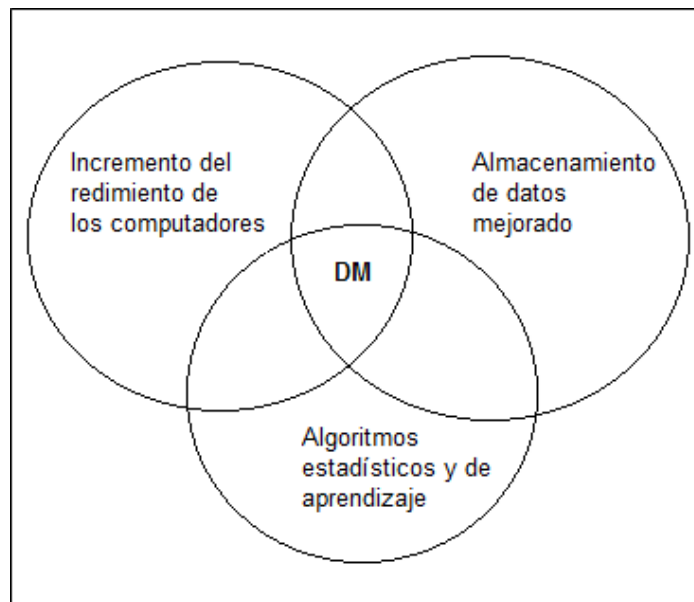 Incremento del
redimiento de
los computadores
Almacenamiento
de datos
mejorado
DM
Algoritmos
estadísticos y de
aprendizaje